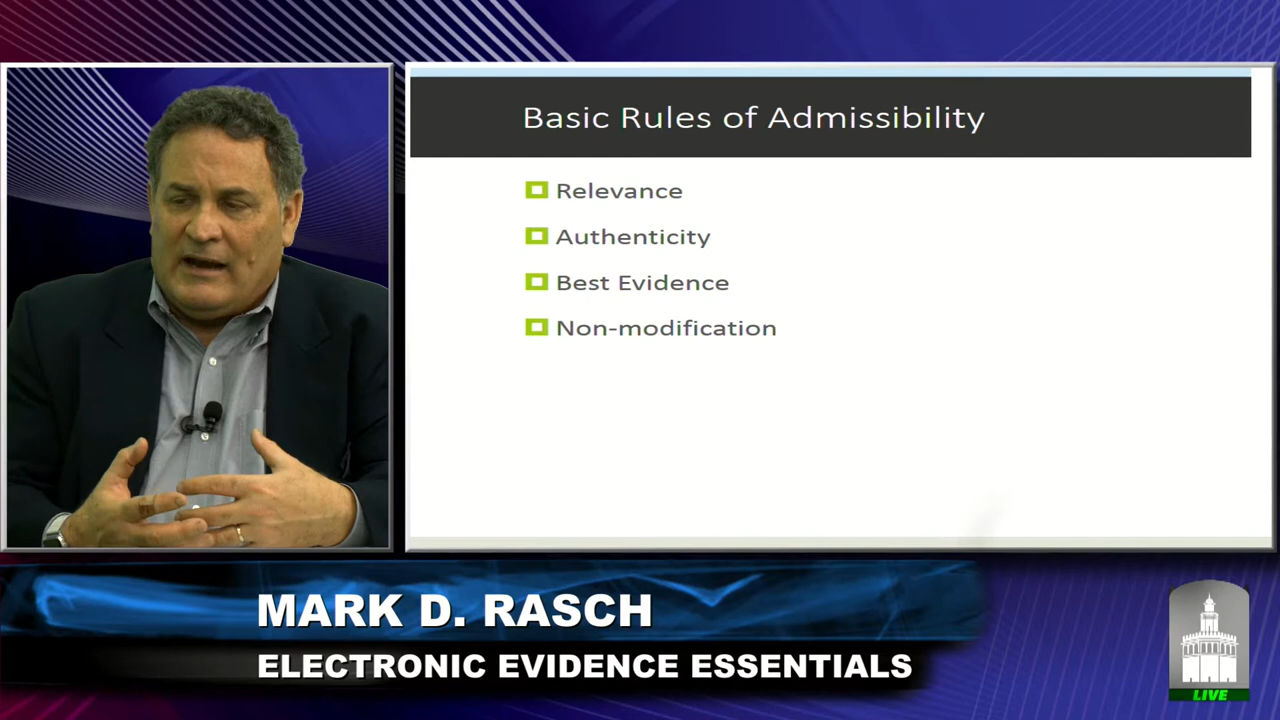 Basic Rules of Admissibility
Relevance
Authenticity
Best Evidence
Non-modification
MARK D. RASCH
ELECTRONIC EVIDENCE ESSENTIALS
LIVE